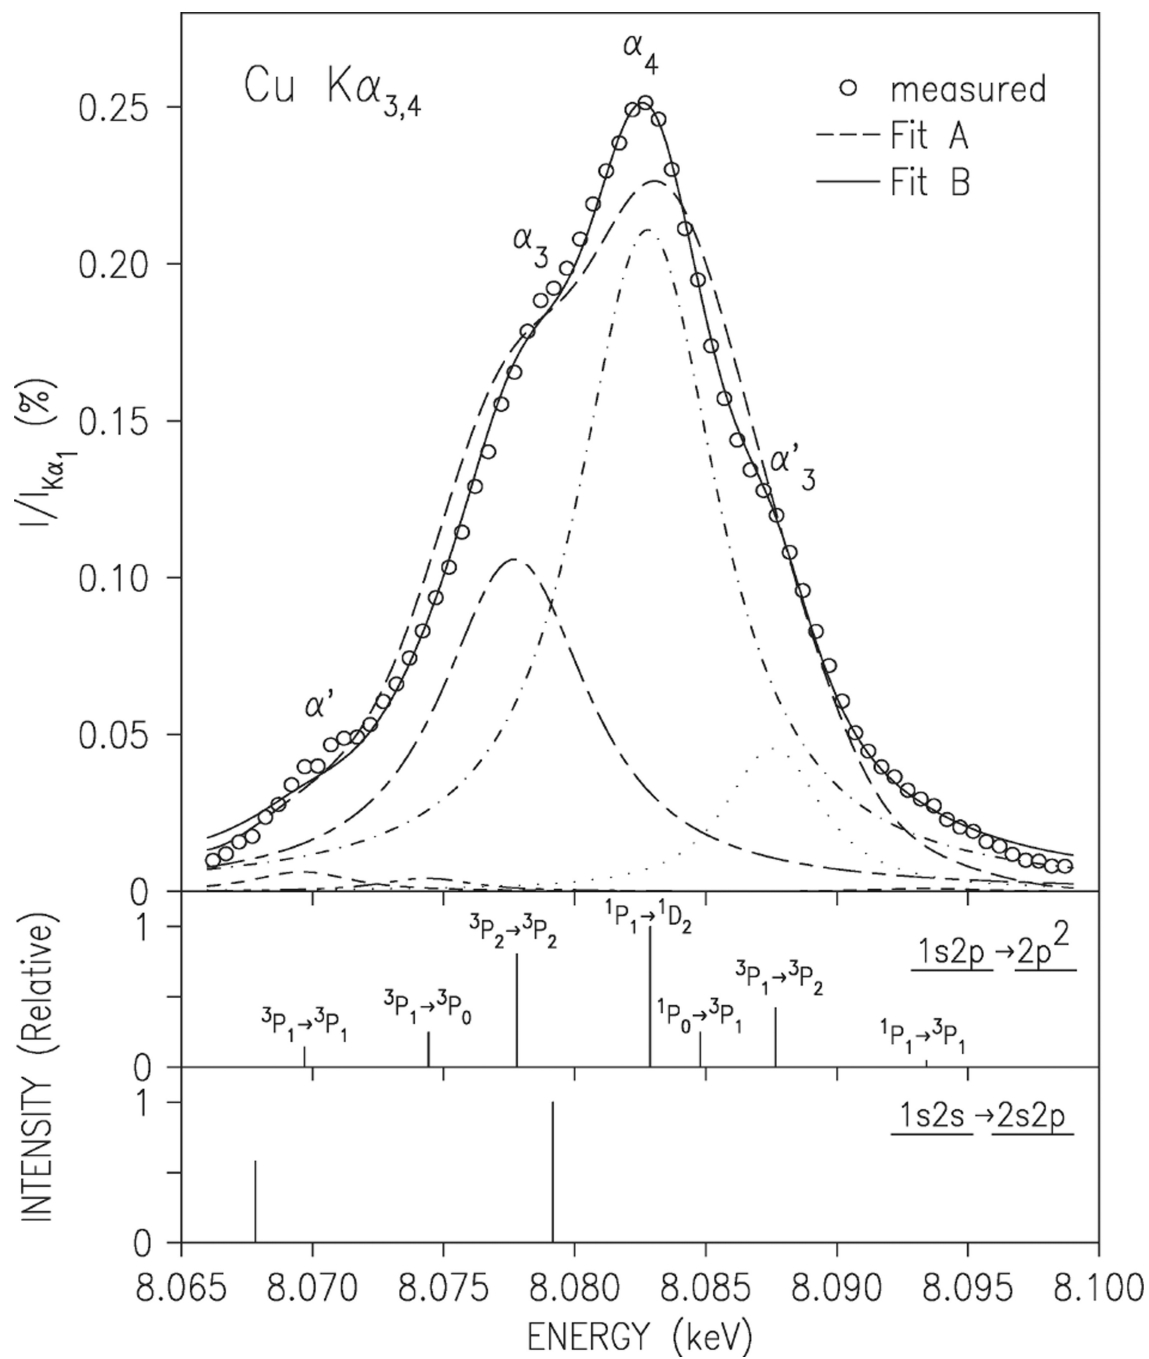 Cu Kα3,4
α4
measured
Fit A
Fit B
α3
α'3
α'
0.25
0.20
0.15
0.10
0.05
0
I/IKα1 (%)
3P2→3P2
1P1→1D2
1s2p→2p2
3P1→3P2
3P1→3P0
3P1→3P1
1P0→3P1
1P1→3P1
1
0
1s2s→2s2p
1
0
INTENSITY (Relative)
8.065 8.070 8.075 8.080 8.085 8.090 8.095 8.100
ENERGY (keV)